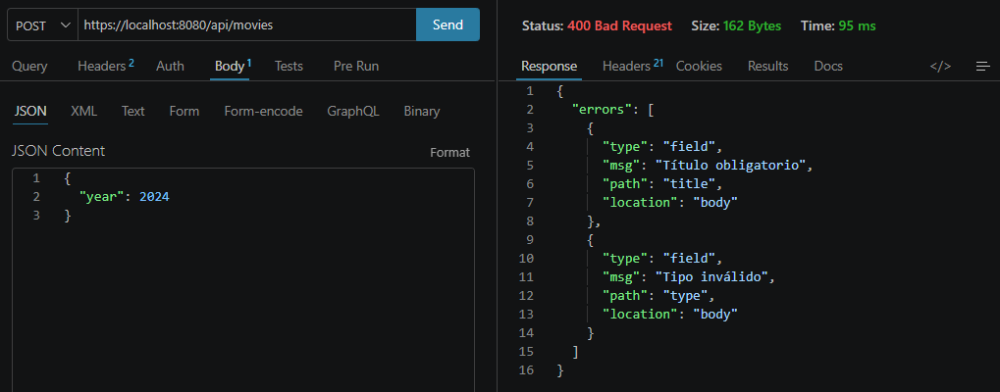 POST https://localhost:8080/api/movies Send
Query Headers 2 Auth Body 1 Tests Pre Run
JSON XML Text Form Form-encode GraphQL Binary
JSON Content Format
1 {
2 "year": 2024
3 }
Status: 400 Bad Request Size: 162 Bytes Time: 95 ms
Response Headers 21 Cookies Results Docs </>
1 {
2 "errors": [
3 {
4 "type": "field",
5 "msg": "Título obligatorio",
6 "path": "title",
7 "location": "body"
8 },
9 {
10 "type": "field",
11 "msg": "Tipo inválido",
12 "path": "type",
13 "location": "body"
14 }
15 ]
16 }